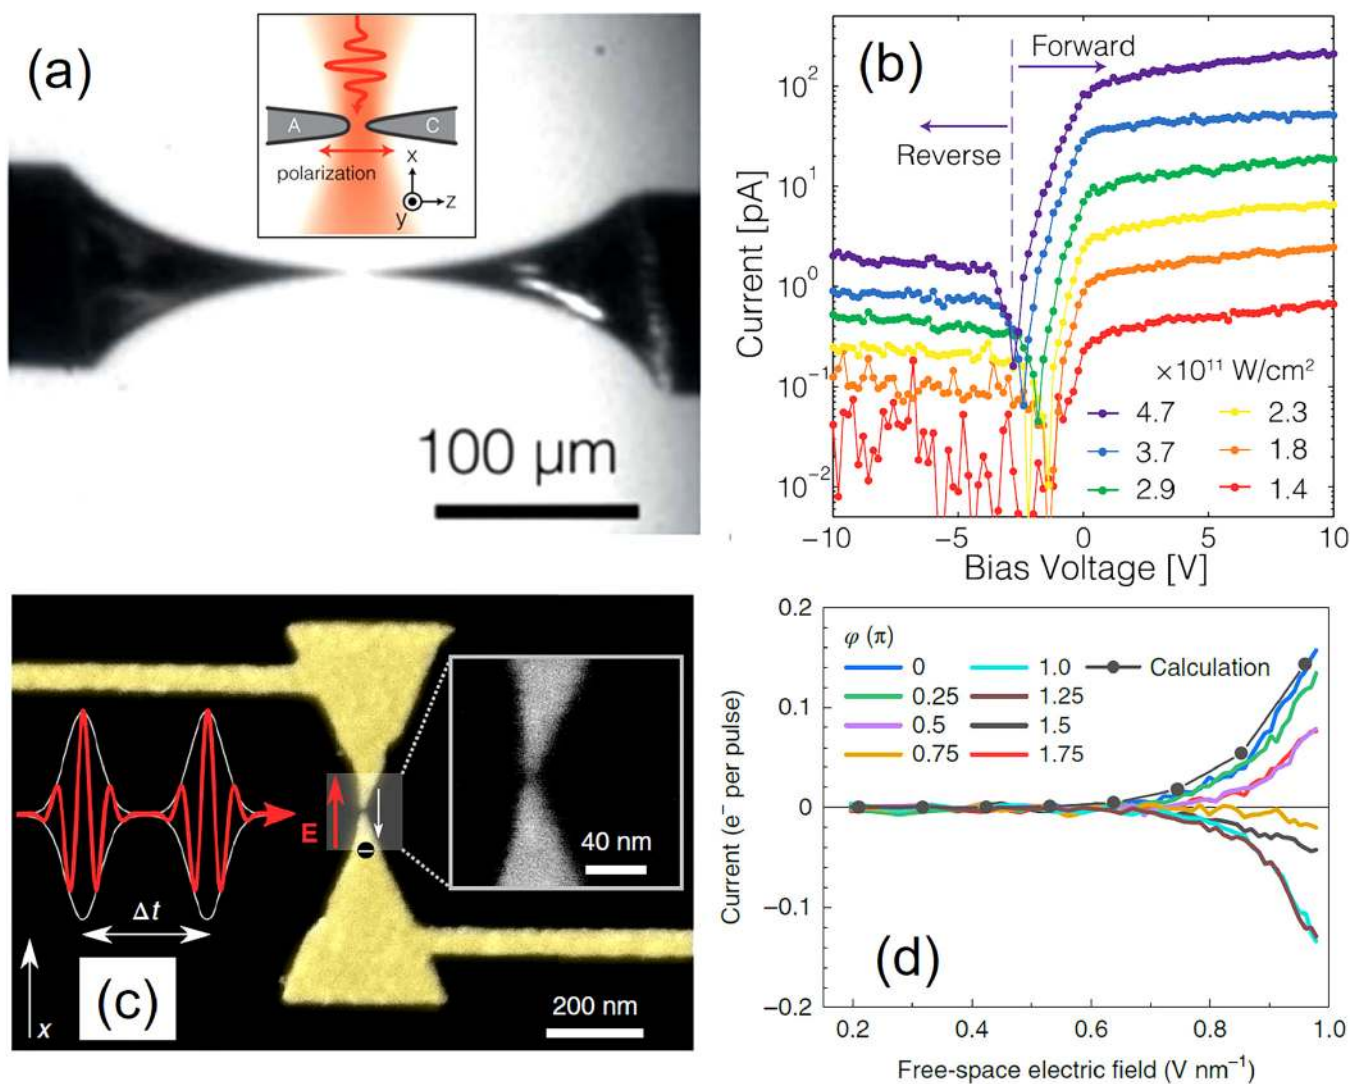 (a)
A
C
polarization
x
y
z
100 μm
(b)
Forward
Reverse
Current [pA]
10²
10¹
10⁰
10⁻¹
10⁻²
×10¹¹ W/cm²
4.7
2.3
3.7
1.8
2.9
1.4
−10
−5
0
5
10
Bias Voltage [V]
(c)
E
Δt
x
40 nm
200 nm
(d)
φ (π)
0
1.0
Calculation
0.25
1.25
0.5
1.5
0.75
1.75
Current (e⁻ per pulse)
0.2
0.1
0
−0.1
−0.2
0.2
0.4
0.6
0.8
1.0
Free-space electric field (V nm⁻¹)